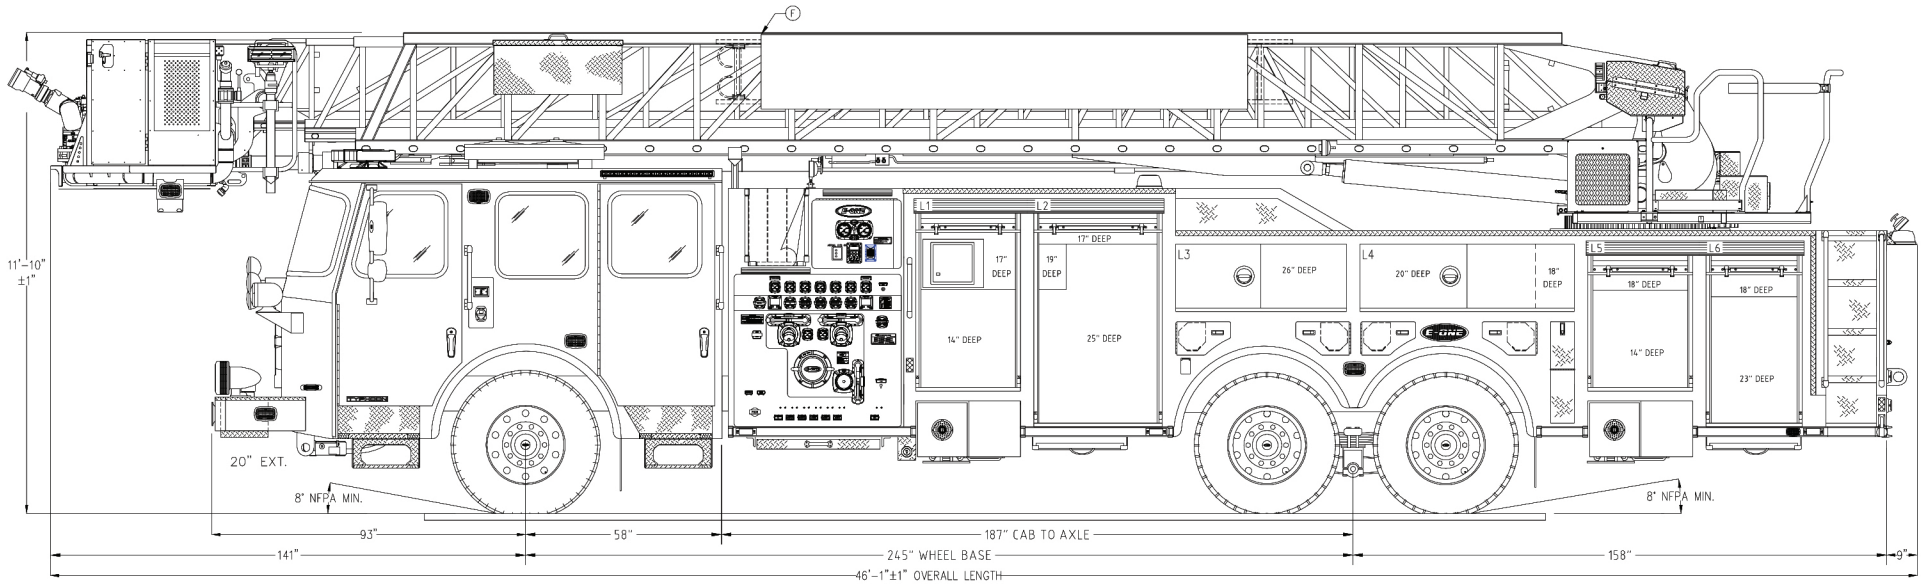 F
E-ONE
L1
L2
17" DEEP
17"
DEEP
19"
DEEP
14" DEEP
25" DEEP
L3
26" DEEP
L4
20" DEEP
18"
DEEP
E-ONE
L5
L6
18" DEEP
18" DEEP
14" DEEP
23" DEEP
11'-10"
±1"
20" EXT.
8° NFPA MIN.
8° NFPA MIN.
93"
58"
187" CAB TO AXLE
141"
245" WHEEL BASE
158"
9"
46'-1"±1" OVERALL LENGTH